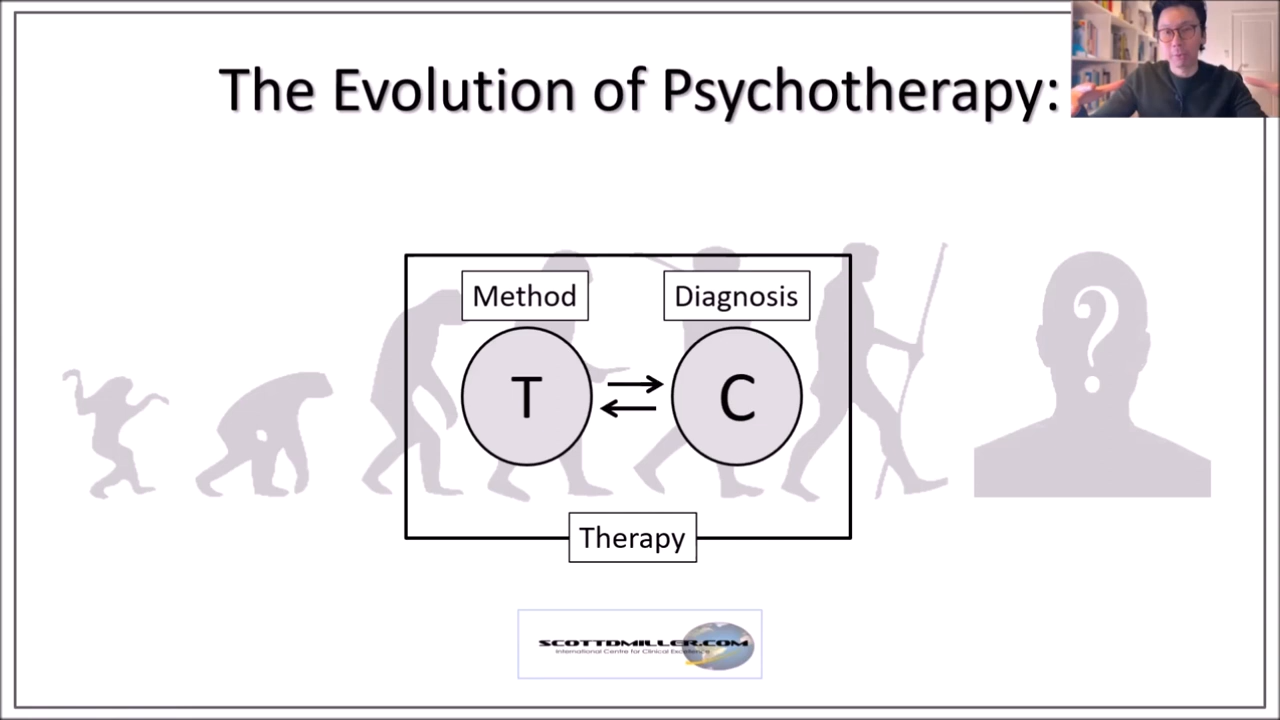 The Evolution of Psychotherapy:
Method
Diagnosis
T
C
?
Therapy
SCOTTDMILLER.COM
International Centre for Clinical Excellence